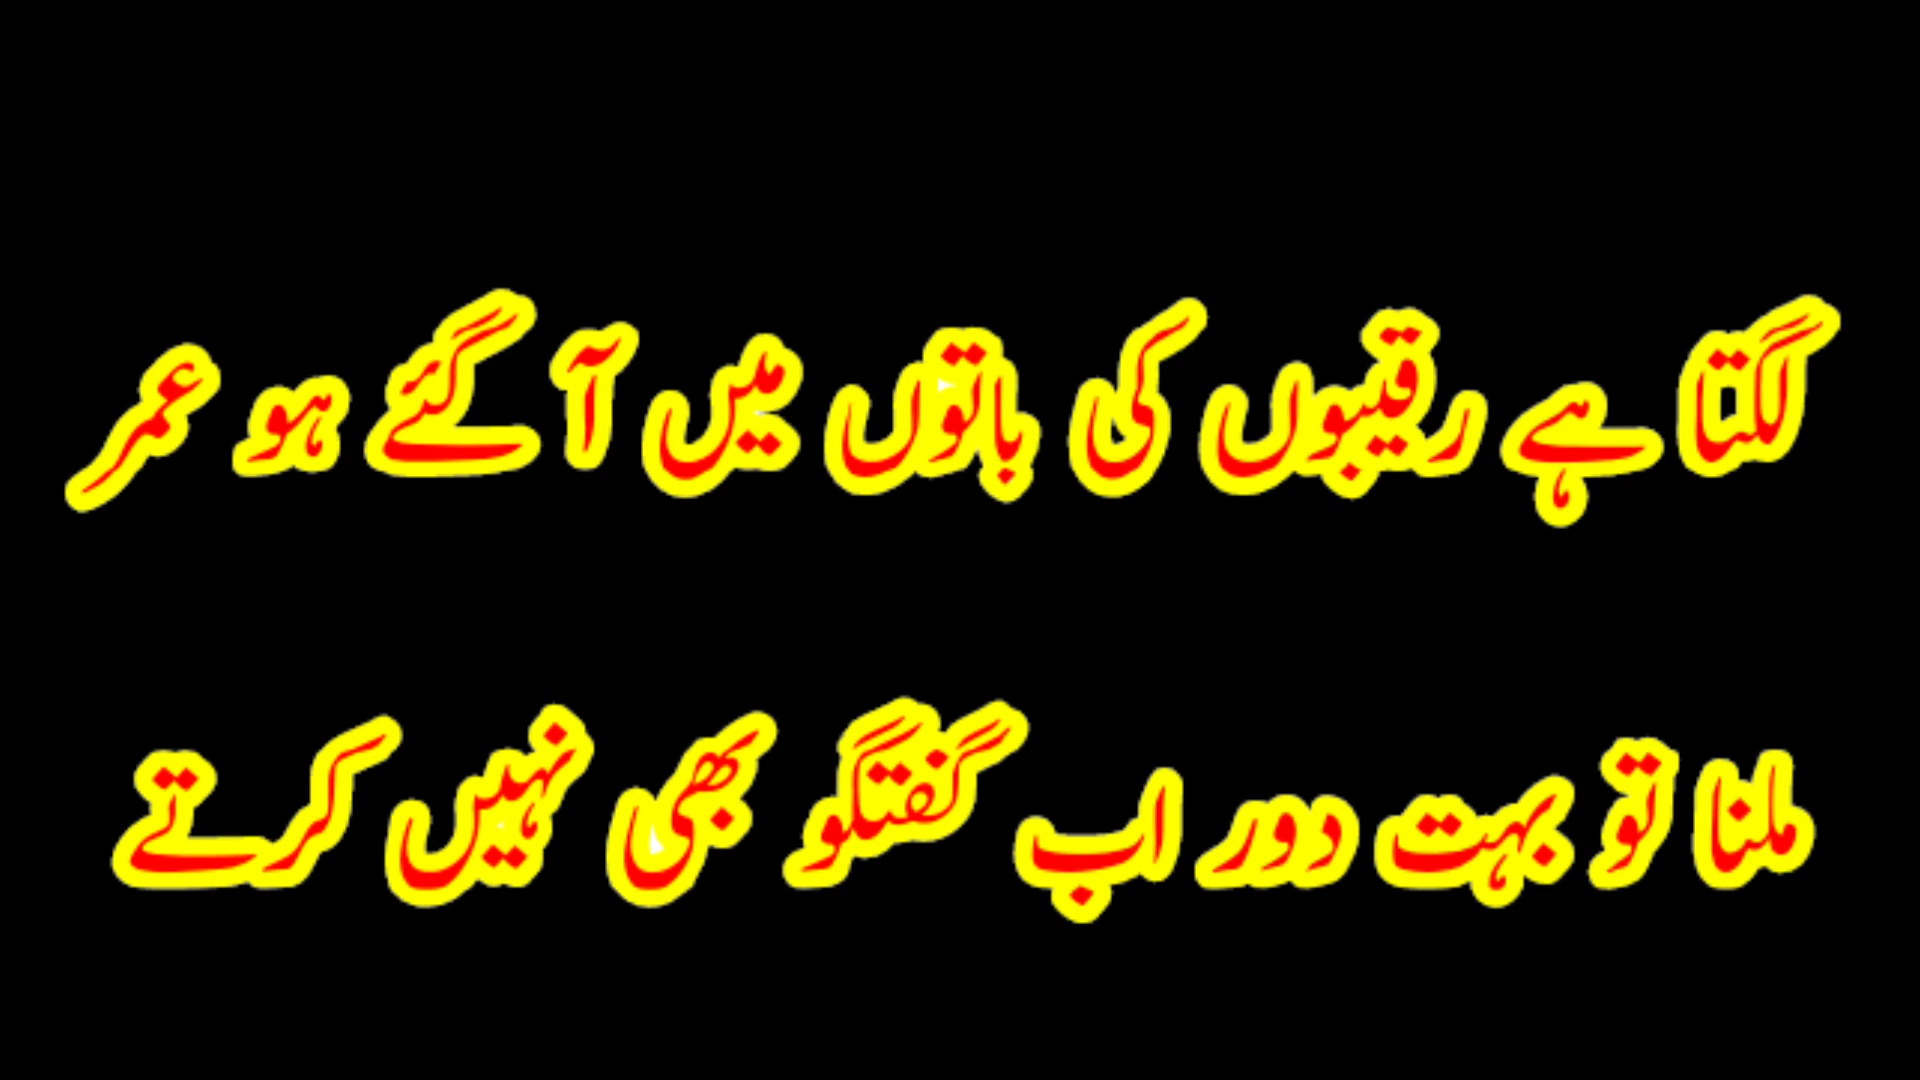 لگتا ہے رقیبوں کی باتوں میں آ گئے ہو عمر
ملنا تو بہت دور اب گفتگو بھی نہیں کرتے